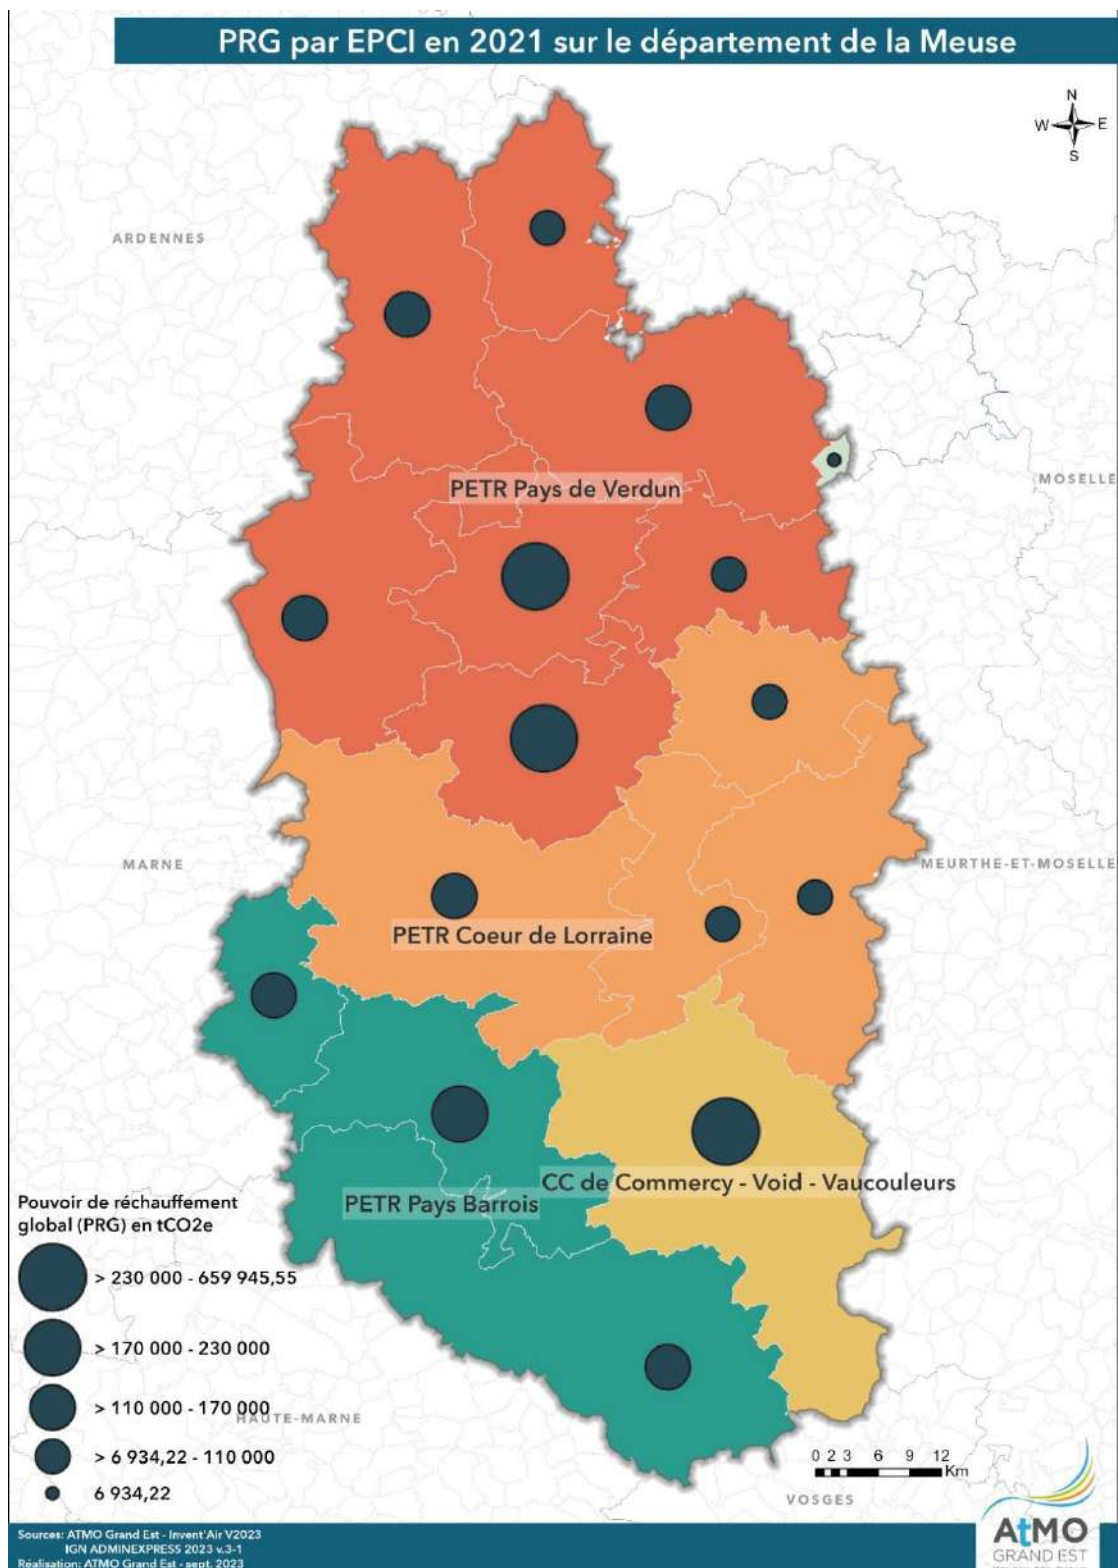 PRG par EPCI en 2021 sur le département de la Meuse
N
W E
S
ARDENNES
MOSELLE
PETR Pays de Verdun
MARNE
MEURTHE-ET-MOSELLE
PETR Coeur de Lorraine
CC de Commercy - Void - Vaucouleurs
PETR Pays Barrois
Pouvoir de réchauffement
global (PRG) en tCO2e
> 230 000 - 659 945,55
> 170 000 - 230 000
> 110 000 - 170 000
HAUTE-MARNE
> 6 934,22 - 110 000
6 934,22
0 2 3 6 9 12
Km
VOSGES
Sources: ATMO Grand Est - Invent'Air V2023
IGN ADMINEXPRESS 2023 v.3-1
Réalisation: ATMO Grand Est - sept. 2023
AtMO
GRAND EST